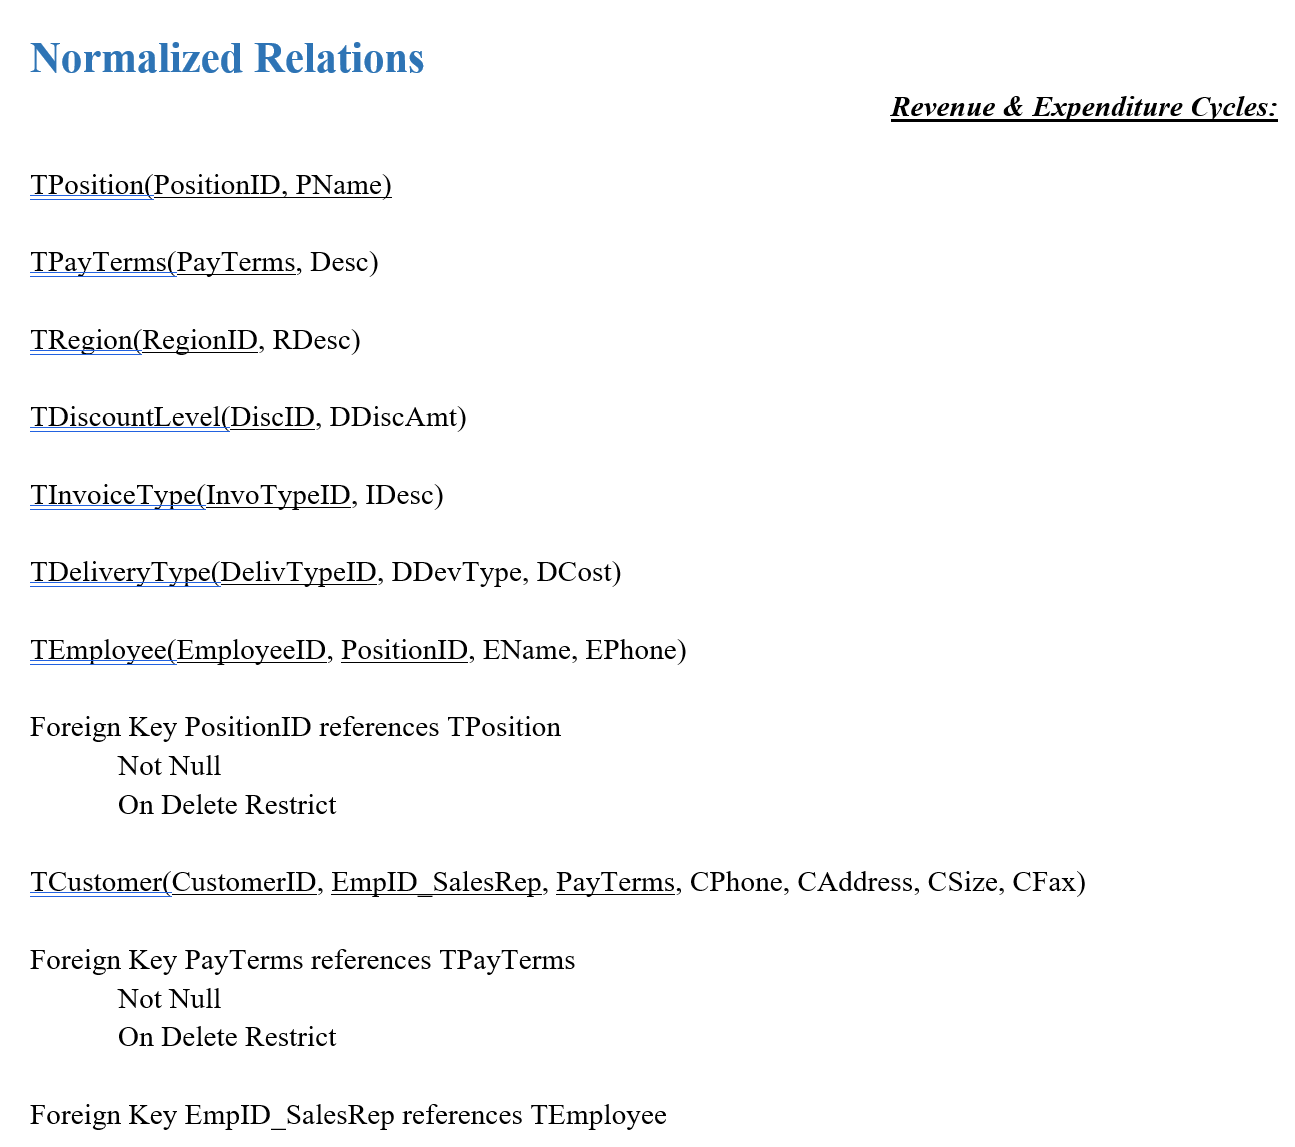 Normalized Relations
Revenue & Expenditure Cycles:
TPosition(PositionID, PName)
TPayTerms(PayTerms, Desc)
TRegion(RegionID, RDesc)
TDiscountLevel(DiscID, DDiscAmt)
TInvoiceType(InvoTypeID, IDesc)
TDeliveryType(DelivTypeID, DDevType, DCost)
TEmployee(EmployeeID, PositionID, EName, EPhone)
Foreign Key PositionID references TPosition
Not Null
On Delete Restrict
TCustomer(CustomerID, EmpID_SalesRep, PayTerms, CPhone, CAddress, CSize, CFax)
Foreign Key PayTerms references TPayTerms
Not Null
On Delete Restrict
Foreign Key EmpID_SalesRep references TEmployee